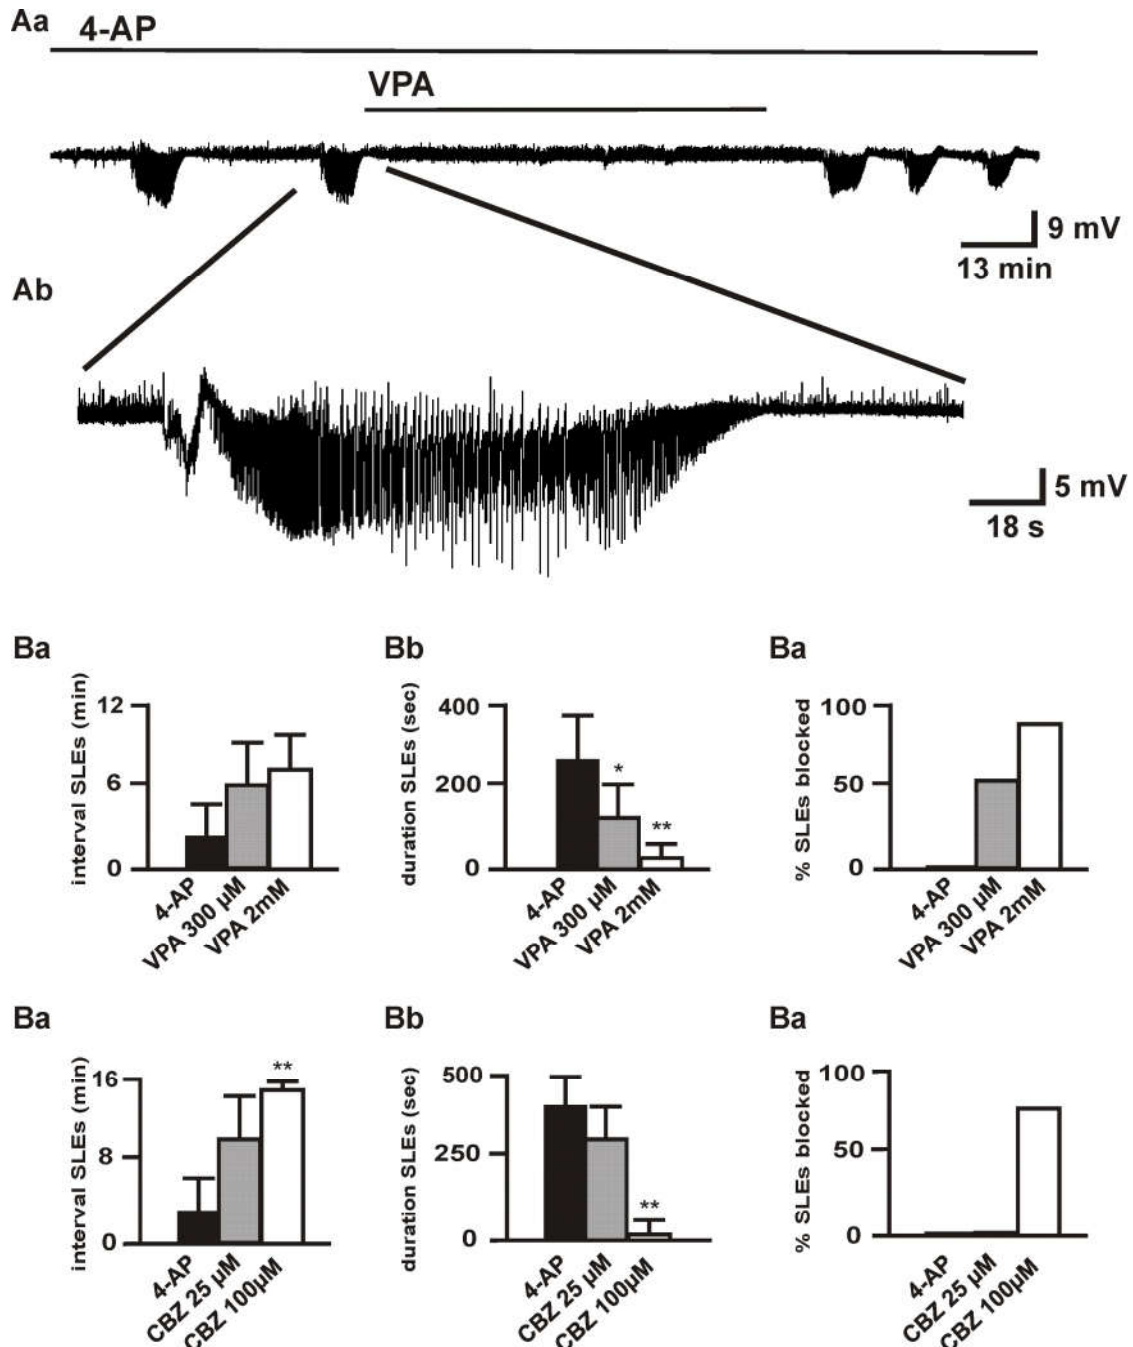 Aa
4-AP
VPA
9 mV
13 min
Ab
5 mV
18 s
Ba
interval SLEs (min)
12
6
0
4-AP
VPA 300 µM
VPA 2mM
Bb
duration SLEs (sec)
400
200
0
*
**
4-AP
VPA 300 µM
VPA 2mM
Ba
% SLEs blocked
100
50
0
4-AP
VPA 300 µM
VPA 2mM
Ba
interval SLEs (min)
16
8
0
**
4-AP
CBZ 25 µM
CBZ 100µM
Bb
duration SLEs (sec)
500
250
0
**
4-AP
CBZ 25 µM
CBZ 100µM
Ba
% SLEs blocked
100
50
0
4-AP
CBZ 25 µM
CBZ 100µM